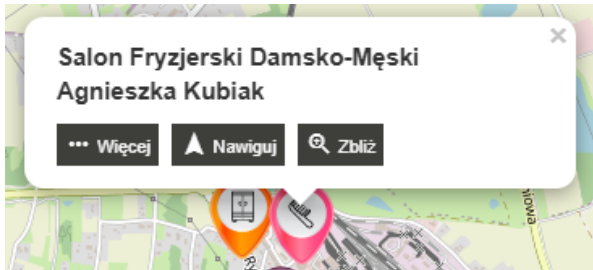 Salon Fryzjerski Damsko-Męski
Agnieszka Kubiak
Więcej
Nawiguj
Zbliż